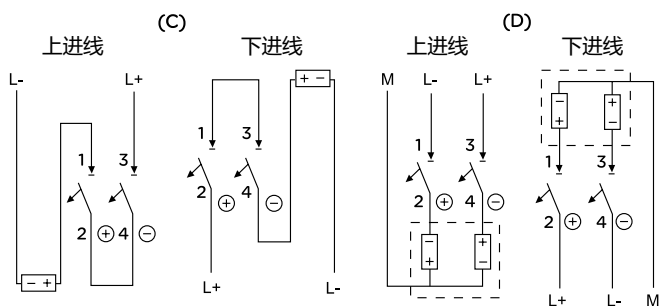 (C) (D)
上进线 下进线 上进线 下进线
L- L+ M L- L+
+ -
1 3 1 3 1 3 - + + - 1 3
2 + 4 - 2 + 4 - 2 + 4 - 2 + 4 -
- + - + - +
L+ L- L+ L- M